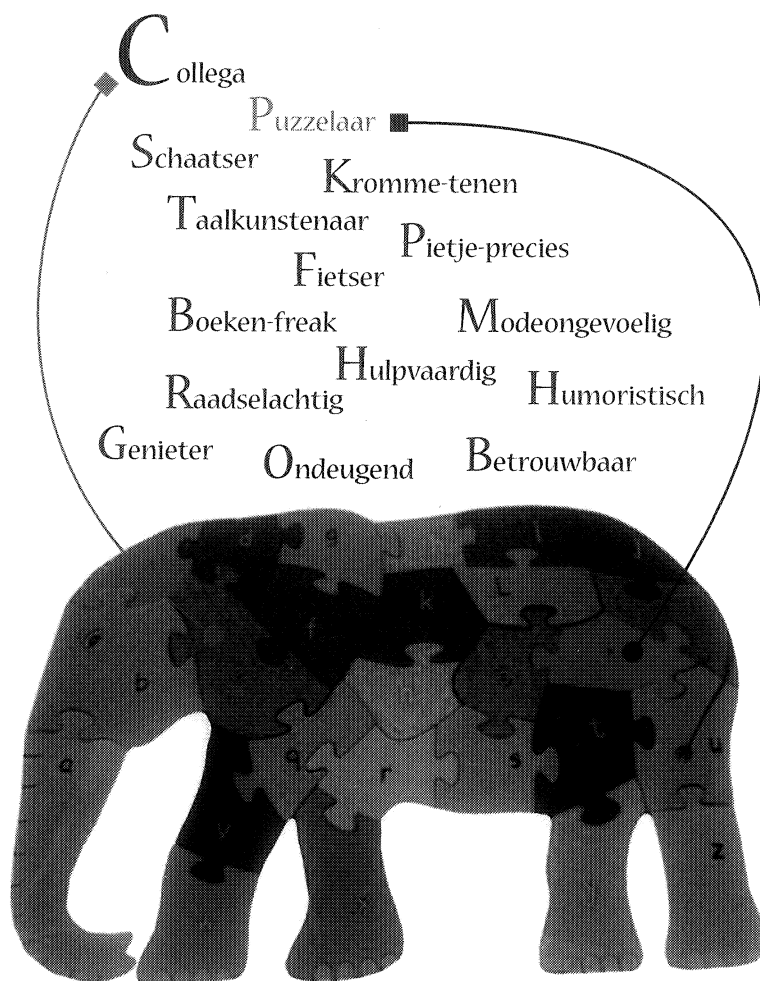 Collega
Puzzelaar
Schaatser
Kromme-tenen
Taalkunstenaar
Pietje-precies
Fietser
Boeken-freak
Modeongevoelig
Hulpvaardig
Raadselachtig
Humoristisch
Genieter
Ondeugend
Betrouwbaar
g
k
L
f
b
s
a
q
r
s
t
u
v
z